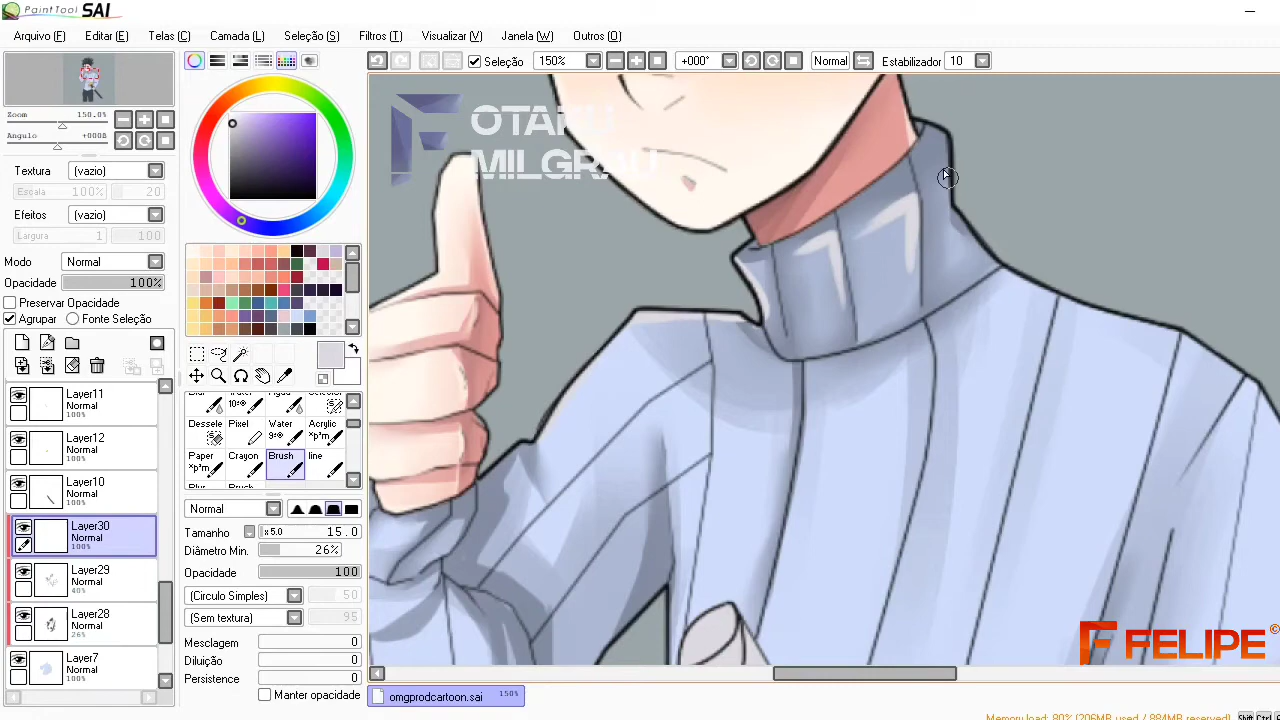 PaintTool SAI
Arquivo (F) Editar (E) Telas (C) Camada (L) Seleção (S) Filtros (T) Visualizar (V) Janela (W) Outros (O)
Seleção 150% +000° Normal Estabilizador 10
Zoom 150.0%
Angulo +000ß
Textura (vazio)
Escala 100% 20
Efeitos (vazio)
Largura 1 100
Modo Normal
Opacidade 100%
Preservar Opacidade
Agrupar Fonte Seleção
Layer11
Normal
100%
Layer12
Normal
100%
Layer10
Normal
100%
Layer30
Normal
100%
Layer29
Normal
40%
Layer28
Normal
26%
Layer7
Normal
100%
Dessele Pixel Water Acrylic
Paper Crayon Brush line
Normal
Tamanho x 5.0 15.0
Diâmetro Min. 26%
Opacidade 100
(Circulo Simples) 50
(Sem textura) 95
Mesclagem 0
Diluição 0
Persistence 0
Manter opacidade
OTAKU
MILGRAU
FELIPE©
omgprodcartoon.sai 150%
Memory load: 80% (206MB used / 884MB reserved)